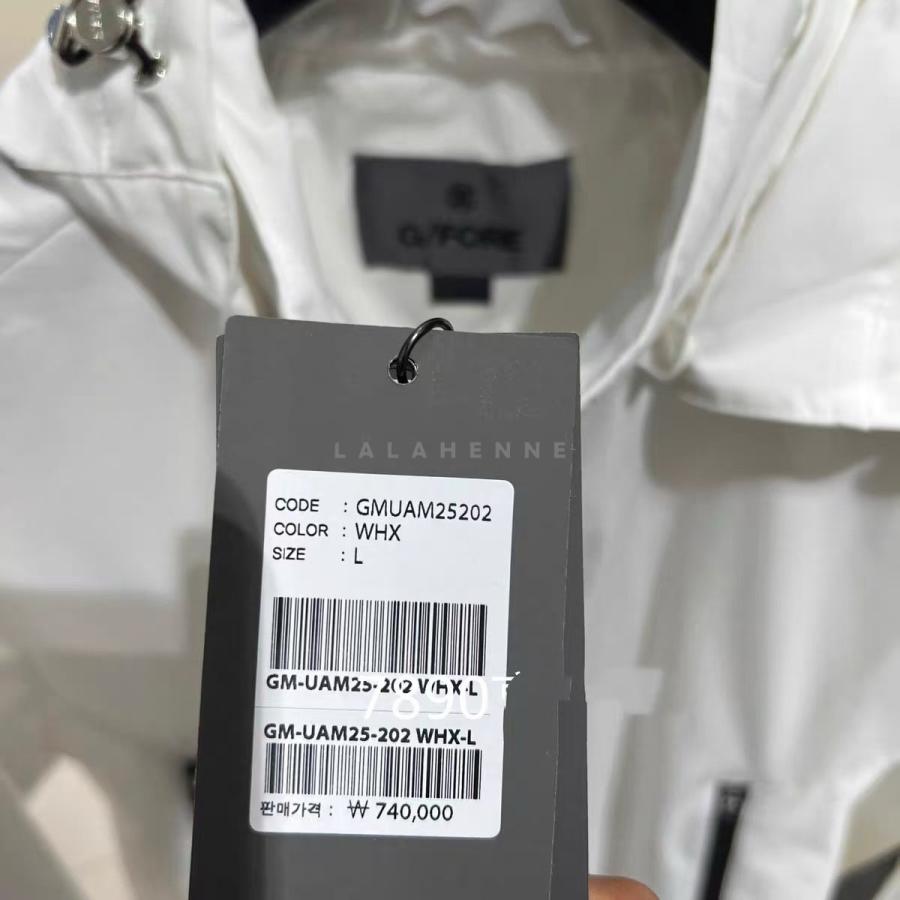 G/FORE
LALAHENNE
CODE : GMUAM25202
COLOR : WHX
SIZE : L
GM-UAM25-202 WHX-L
7890
GM-UAM25-202 WHX-L
판매가격 : ₩ 740,000